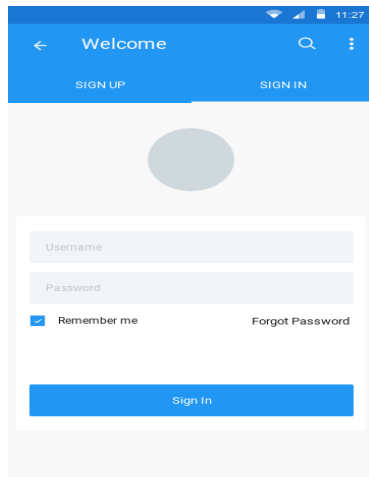 11:27
Welcome
SIGN UP SIGN IN
Username
Password
Remember me Forgot Password
Sign In